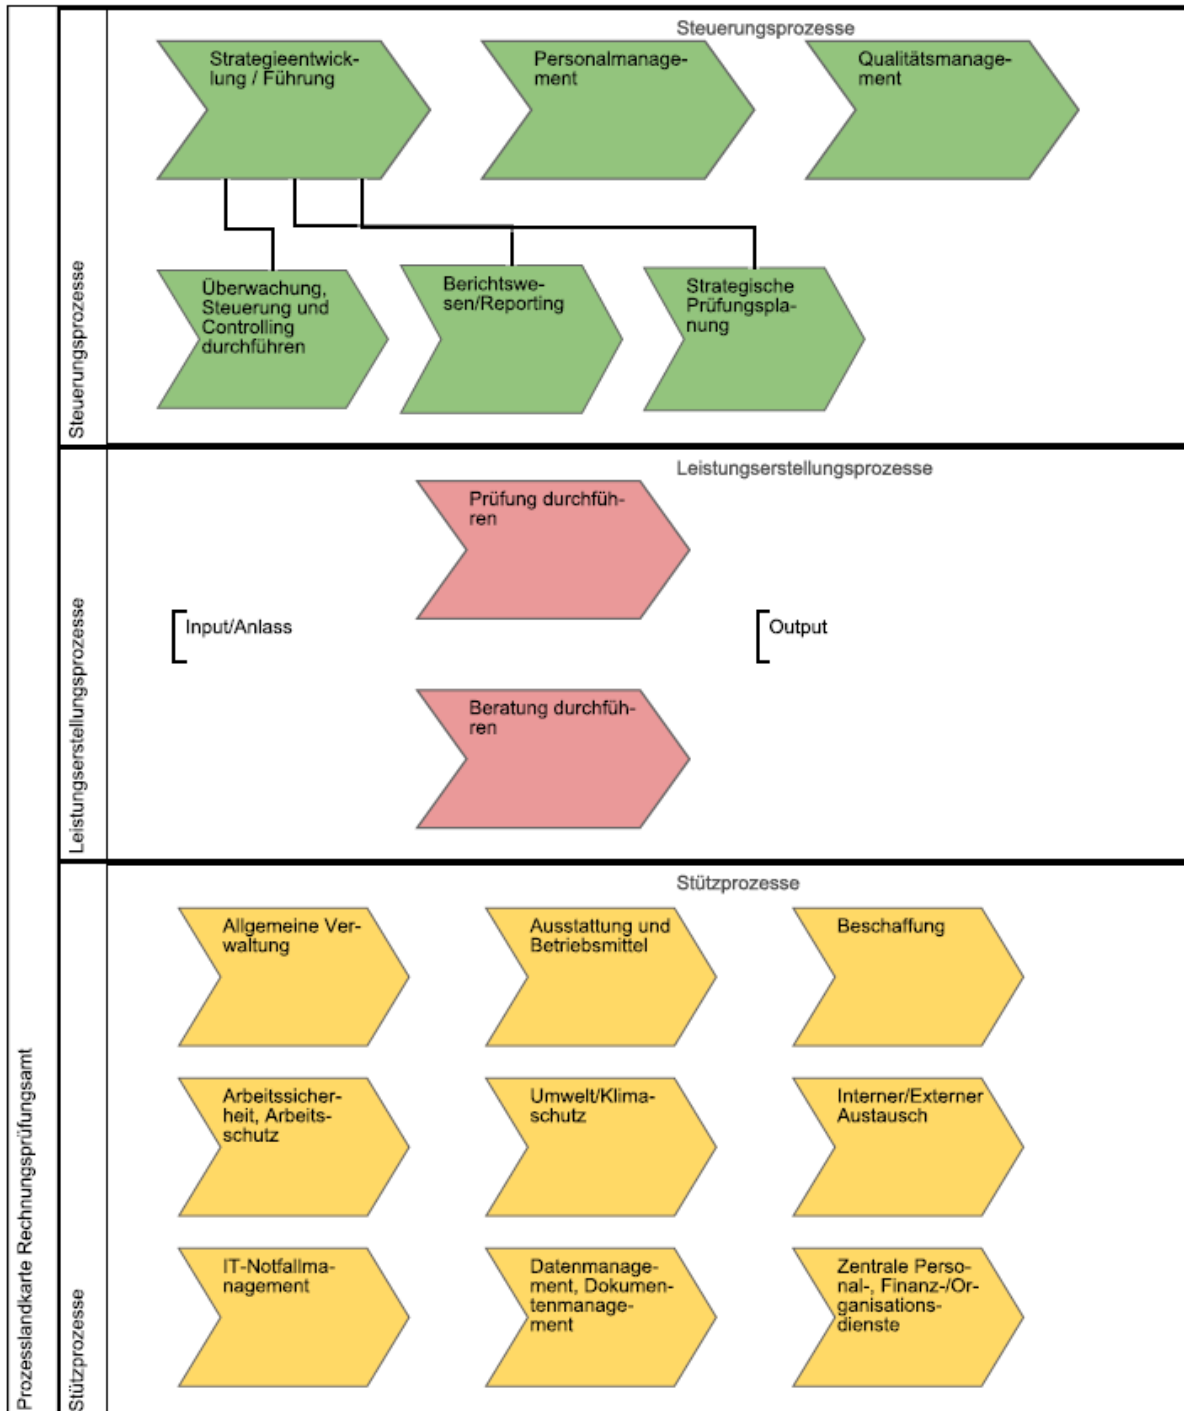 Prozesslandkarte Rechnungsprüfungsamt
Steuerungsprozesse
Steuerungsprozesse
Strategieentwick-
lung / Führung
Personalmanage-
ment
Qualitätsmanage-
ment
Überwachung,
Steuerung und
Controlling
durchführen
Berichtswe-
sen/Reporting
Strategische
Prüfungspla-
nung
Leistungserstellungsprozesse
Leistungserstellungsprozesse
Prüfung durchfüh-
ren
Input/Anlass
Output
Beratung durchfüh-
ren
Stützprozesse
Stützprozesse
Allgemeine Ver-
waltung
Ausstattung und
Betriebsmittel
Beschaffung
Arbeitssicher-
heit, Arbeits-
schutz
Umwelt/Klima-
schutz
Interner/Externer
Austausch
IT-Notfallma-
nagement
Datenmanage-
ment, Dokumen-
tenmanage-
ment
Zentrale Perso-
nal-, Finanz-/Or-
ganisations-
dienste